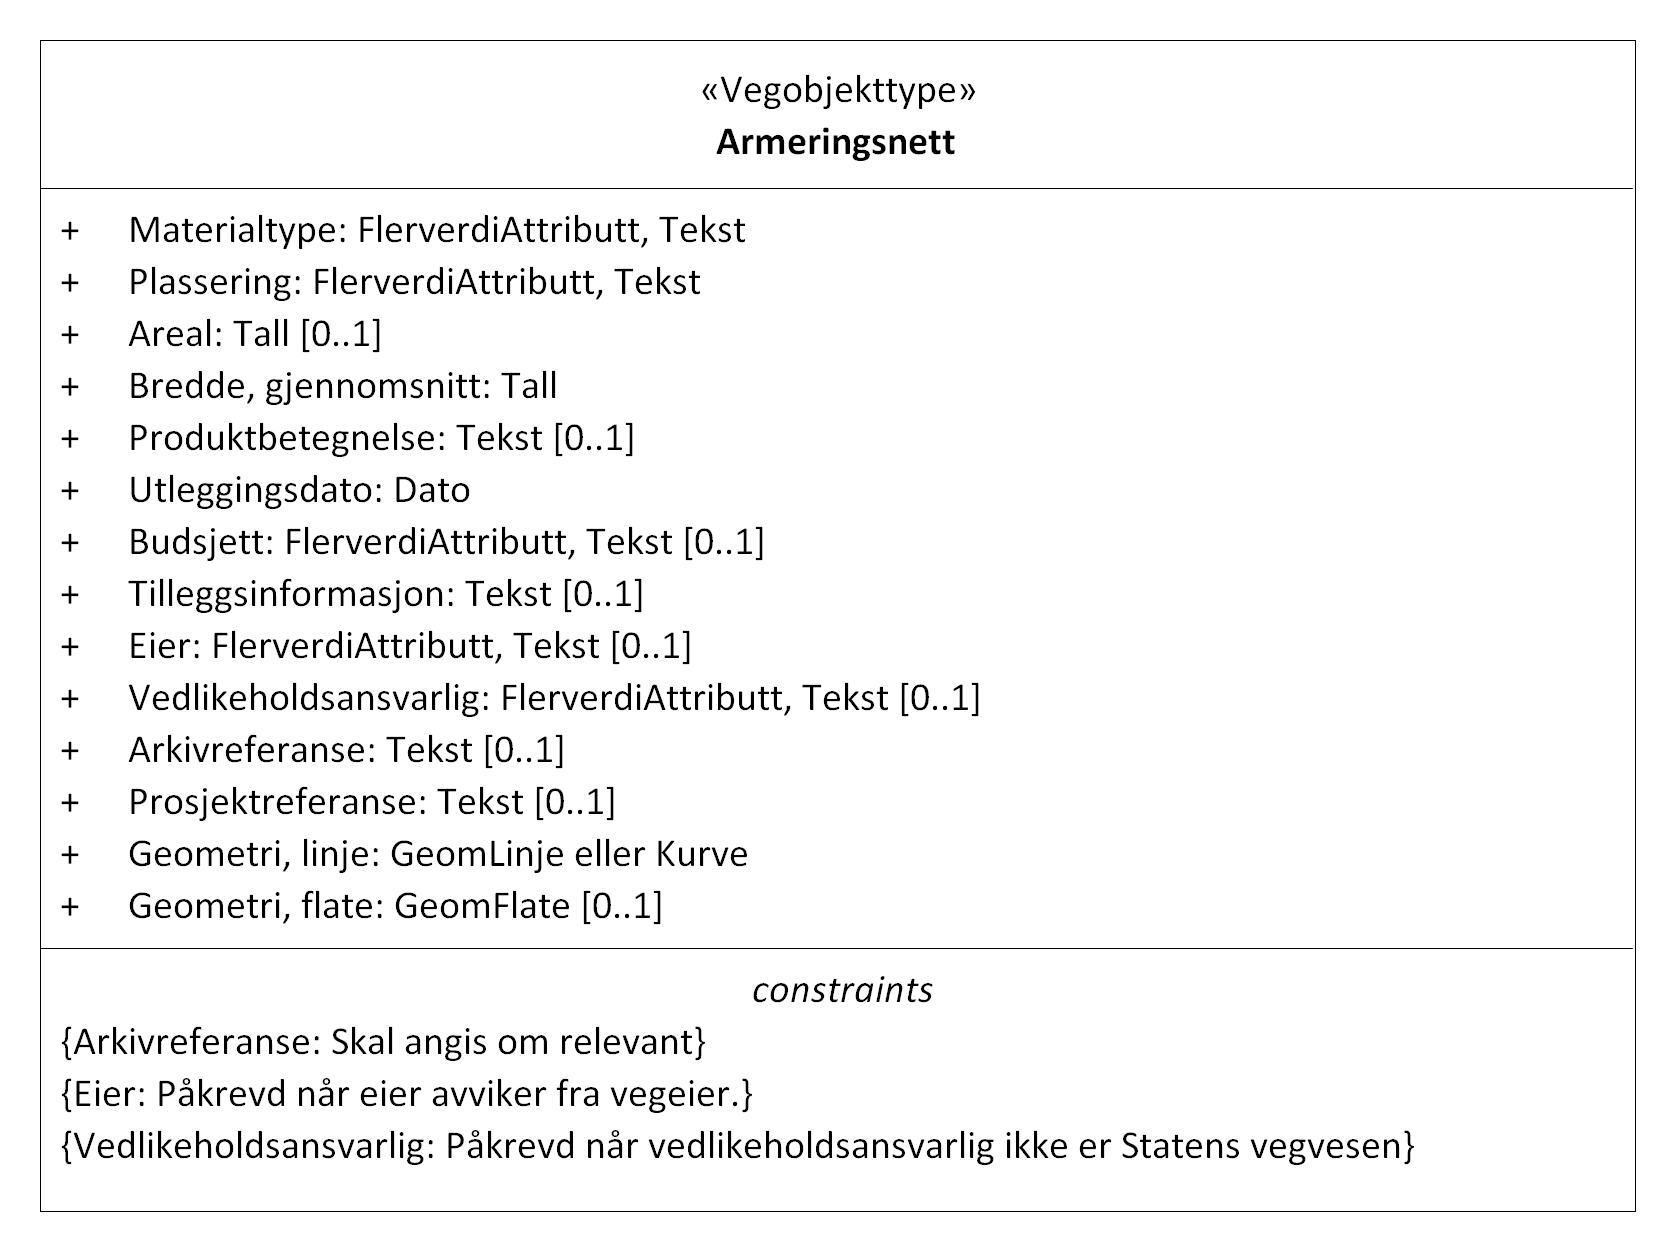 «Vegobjekttype»
Armeringsnett
+ Materialtype: FlerverdiAttributt, Tekst
+ Plassering: FlerverdiAttributt, Tekst
+ Areal: Tall [0..1]
+ Bredde, gjennomsnitt: Tall
+ Produktbetegnelse: Tekst [0..1]
+ Utleggingsdato: Dato
+ Budsjett: FlerverdiAttributt, Tekst [0..1]
+ Tilleggsinformasjon: Tekst [0..1]
+ Eier: FlerverdiAttributt, Tekst [0..1]
+ Vedlikeholdsansvarlig: FlerverdiAttributt, Tekst [0..1]
+ Arkivreferanse: Tekst [0..1]
+ Prosjektreferanse: Tekst [0..1]
+ Geometri, linje: GeomLinje eller Kurve
+ Geometri, flate: GeomFlate [0..1]
constraints
{Arkivreferanse: Skal angis om relevant}
{Eier: Påkrevd når eier avviker fra vegeier.}
{Vedlikeholdsansvarlig: Påkrevd når vedlikeholdsansvarlig ikke er Statens vegvesen}